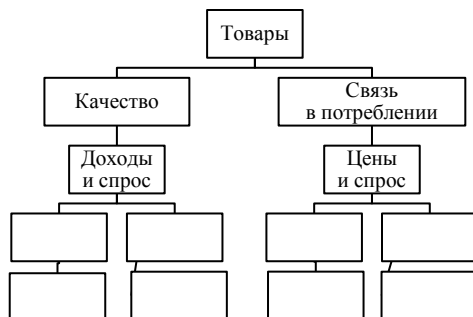 Товары
Качество
Связь
в потреблении
Доходы
и спрос
Цены
и спрос